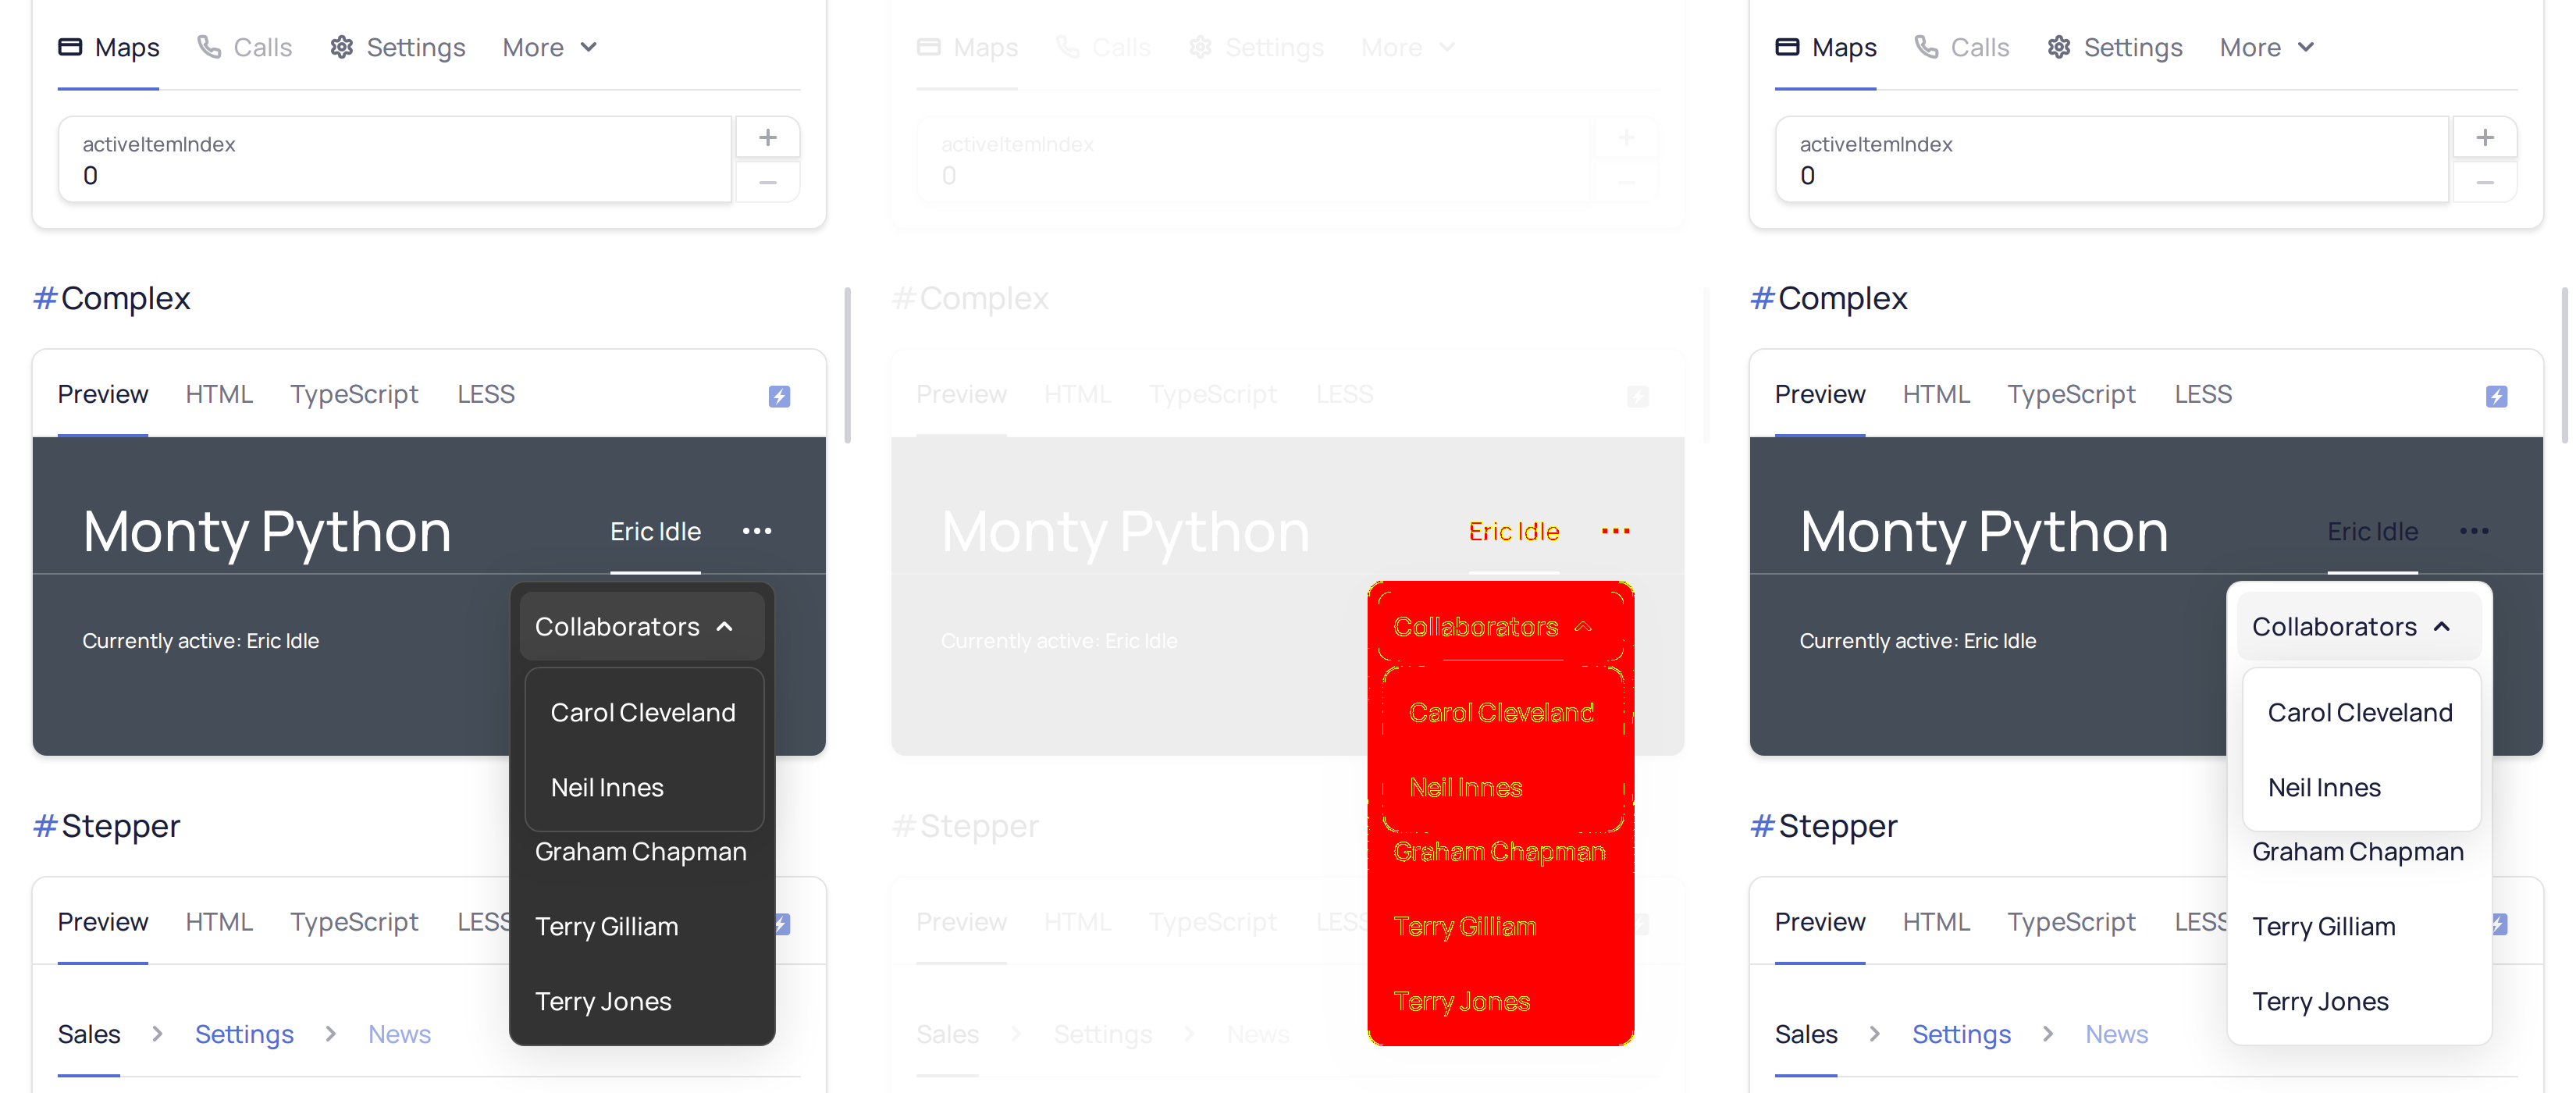 Maps Calls Settings More
activeItemIndex
0
#Complex
Preview HTML TypeScript LESS
Monty Python Eric Idle ···
Currently active: Eric Idle
Collaborators
Carol Cleveland
Neil Innes
Graham Chapman
Terry Gilliam
Terry Jones
#Stepper
Preview HTML TypeScript LESS
Sales Settings News
Maps Calls Settings More
activeItemIndex
0
#Complex
Preview HTML TypeScript LESS
Monty Python Eric Idle ···
Currently active: Eric Idle
Collaborators
Carol Cleveland
Neil Innes
Graham Chapman
Terry Gilliam
Terry Jones
#Stepper
Preview HTML TypeScript LESS
Sales Settings News
Maps Calls Settings More
activeItemIndex
0
#Complex
Preview HTML TypeScript LESS
Monty Python Eric Idle ···
Currently active: Eric Idle
Collaborators
Carol Cleveland
Neil Innes
Graham Chapman
Terry Gilliam
Terry Jones
#Stepper
Preview HTML TypeScript LESS
Sales Settings News